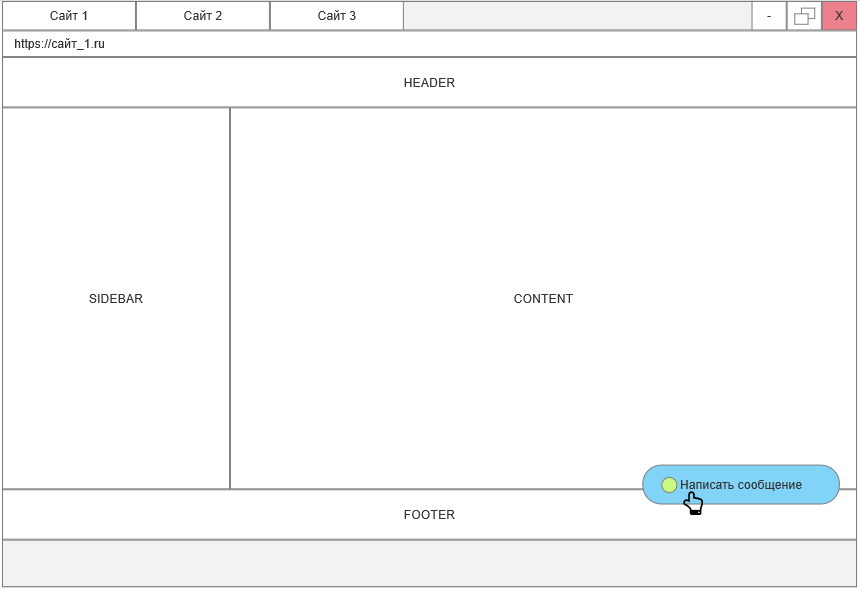 Сайт 1
Сайт 2
Сайт 3
-
X
https://сайт_1.ru
HEADER
SIDEBAR
CONTENT
Написать сообщение
FOOTER